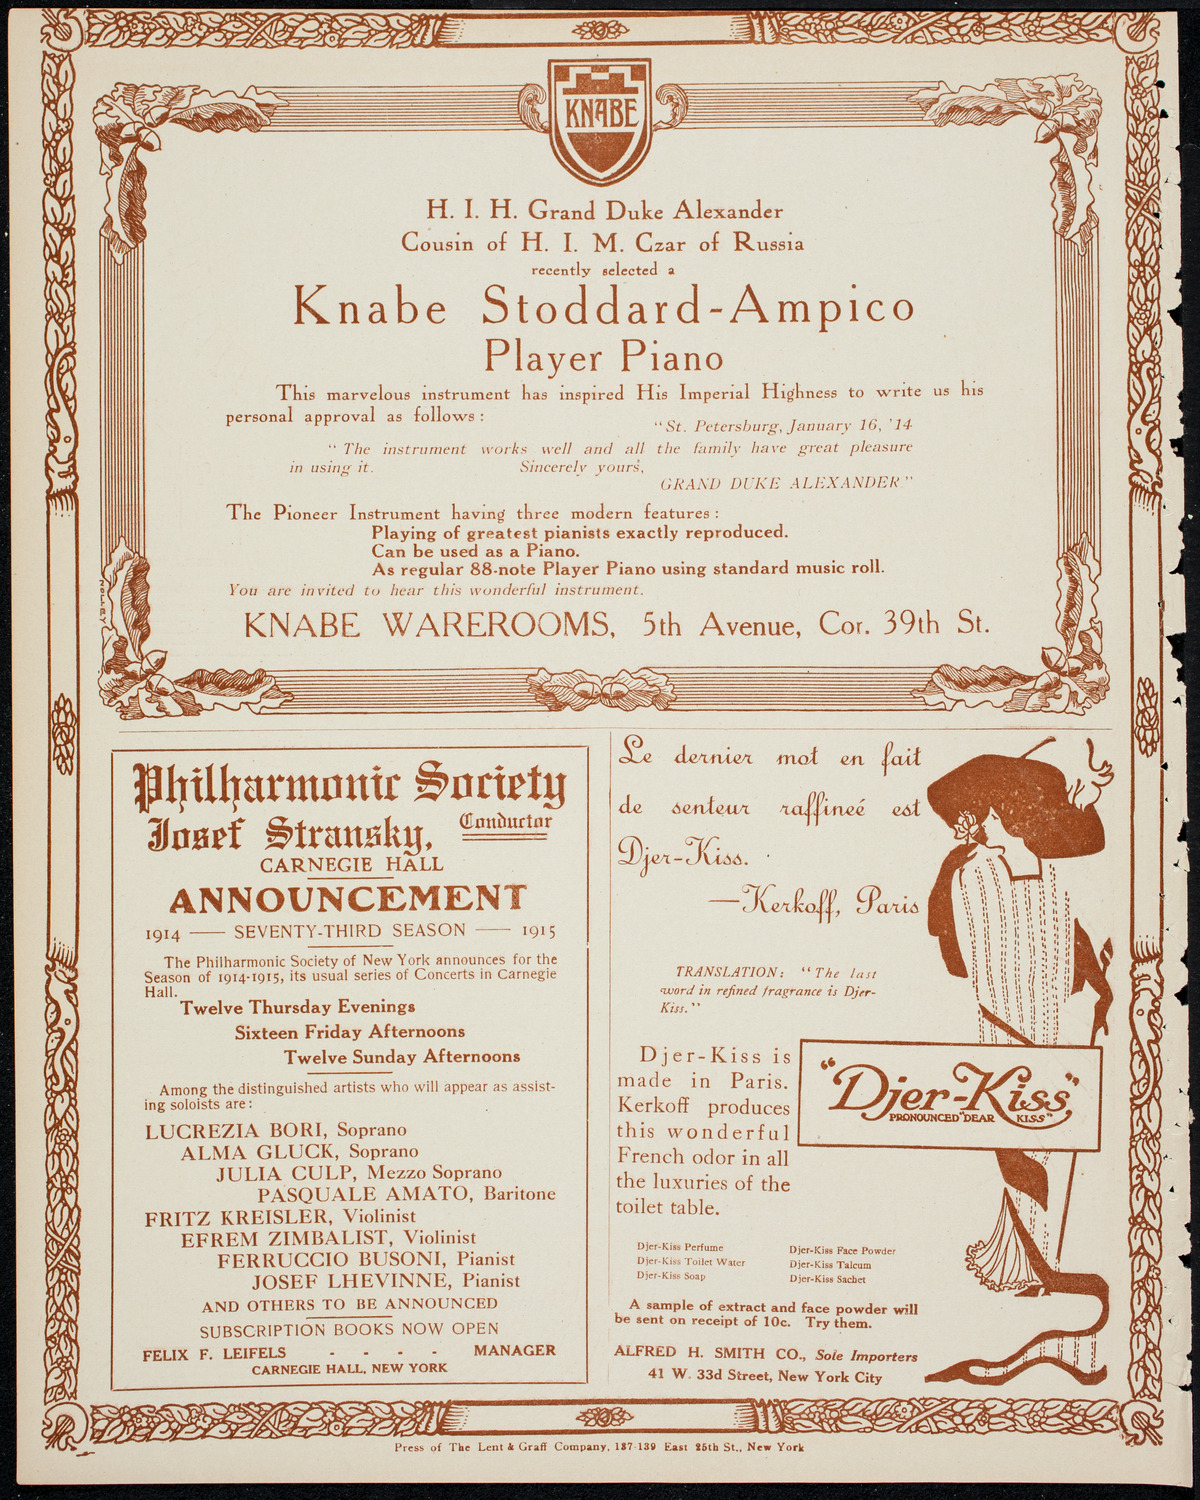 KNABE
H. I. H. Grand Duke Alexander
Cousin of H. I. M. Czar of Russia
recently selected a
Knabe Stoddard-Ampico
Player Piano
This marvelous instrument has inspired His Imperial Highness to write us his
personal approval as follows:
"St. Petersburg, January 16, '14
"The instrument works well and all the family have great pleasure
in using it. Sincerely yours,
GRAND DUKE ALEXANDER"
The Pioneer Instrument having three modern features:
Playing of greatest pianists exactly reproduced.
Can be used as a Piano.
As regular 88-note Player Piano using standard music roll.
You are invited to hear this wonderful instrument.
KNABE WAREROOMS, 5th Avenue, Cor. 39th St.
Philharmonic Society
Josef Stransky, Conductor
CARNEGIE HALL
ANNOUNCEMENT
1914 — SEVENTY-THIRD SEASON — 1915
The Philharmonic Society of New York announces for the
Season of 1914-1915, its usual series of Concerts in Carnegie
Hall.
Twelve Thursday Evenings
Sixteen Friday Afternoons
Twelve Sunday Afternoons
Among the distinguished artists who will appear as assist-
ing soloists are:
LUCREZIA BORI, Soprano
ALMA GLUCK, Soprano
JULIA CULP, Mezzo Soprano
PASQUALE AMATO, Baritone
FRITZ KREISLER, Violinist
EFREM ZIMBALIST, Violinist
FERRUCCIO BUSONI, Pianist
JOSEF LHEVINNE, Pianist
AND OTHERS TO BE ANNOUNCED
SUBSCRIPTION BOOKS NOW OPEN
FELIX F. LEIFELS - - - - MANAGER
CARNEGIE HALL, NEW YORK
Le dernier mot en fait
de senteur raffineé est
Djer-Kiss.
—Kerkoff, Paris
TRANSLATION: "The last
word in refined fragrance is Djer-
Kiss."
Djer-Kiss is
made in Paris.
Kerkoff produces
this wonderful
French odor in all
the luxuries of the
toilet table.
"Djer-Kiss"
PRONOUNCED "DEAR KISS"
Djer-Kiss Perfume
Djer-Kiss Toilet Water
Djer-Kiss Soap
Djer-Kiss Face Powder
Djer-Kiss Talcum
Djer-Kiss Sachet
A sample of extract and face powder will
be sent on receipt of 10c. Try them.
ALFRED H. SMITH CO., Sole Importers
41 W. 33d Street, New York City
Press of The Lent & Graff Company, 137-139 East 25th St., New York